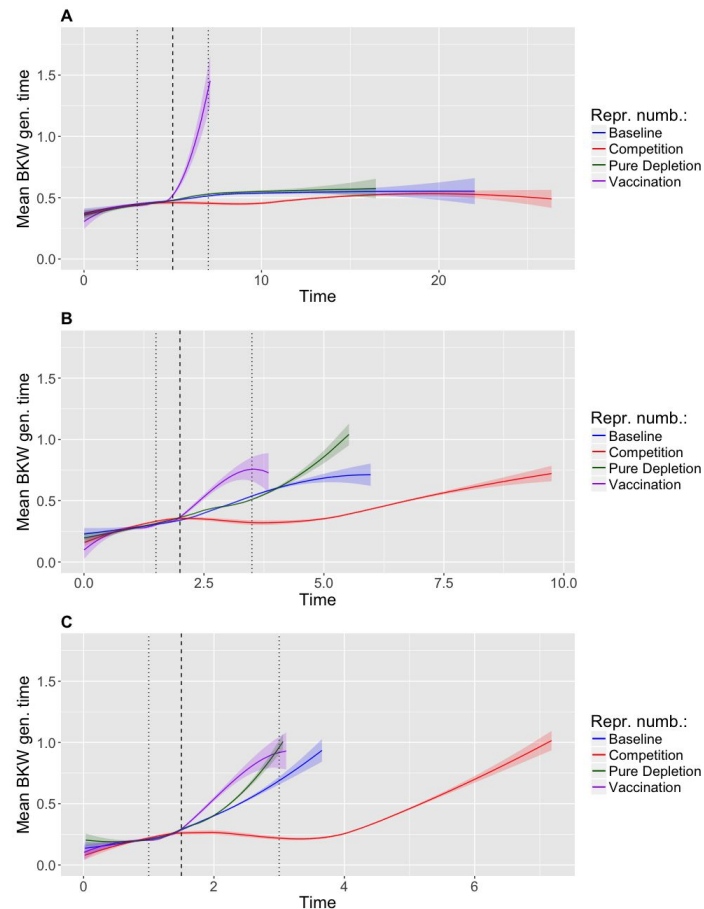 A
Mean BKW gen. time
1.5
1.0
0.5
0.0
0
10
20
Time
Repr. numb.:
Baseline
Competition
Pure Depletion
Vaccination
B
Mean BKW gen. time
1.5
1.0
0.5
0.0
0.0
2.5
5.0
7.5
10.0
Time
Repr. numb.:
Baseline
Competition
Pure Depletion
Vaccination
C
Mean BKW gen. time
1.5
1.0
0.5
0.0
0
2
4
6
Time
Repr. numb.:
Baseline
Competition
Pure Depletion
Vaccination